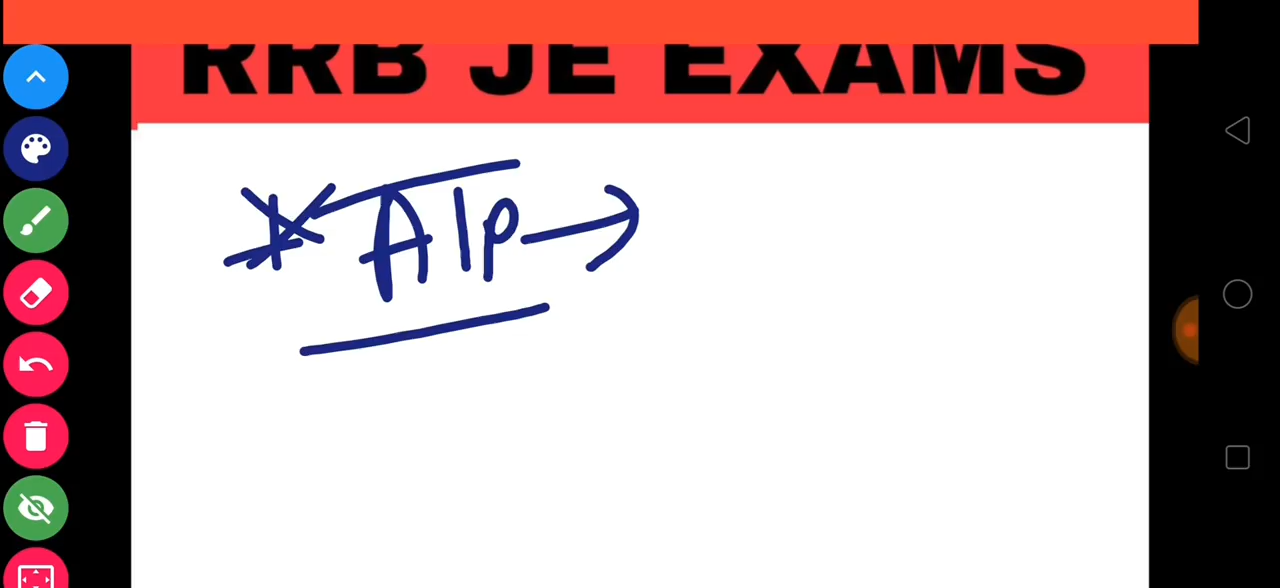 RRB JE EXAMS
* Alp →